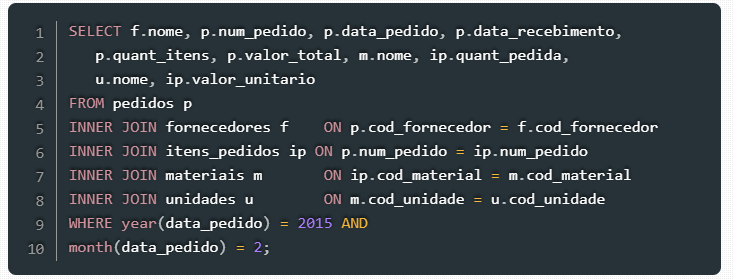 1 SELECT f.nome, p.num_pedido, p.data_pedido, p.data_recebimento,
2    p.quant_itens, p.valor_total, m.nome, ip.quant_pedida,
3    u.nome, ip.valor_unitario
4 FROM pedidos p
5 INNER JOIN fornecedores f    ON p.cod_fornecedor = f.cod_fornecedor
6 INNER JOIN itens_pedidos ip ON p.num_pedido = ip.num_pedido
7 INNER JOIN materiais m       ON ip.cod_material = m.cod_material
8 INNER JOIN unidades u        ON m.cod_unidade = u.cod_unidade
9 WHERE year(data_pedido) = 2015 AND
10 month(data_pedido) = 2;